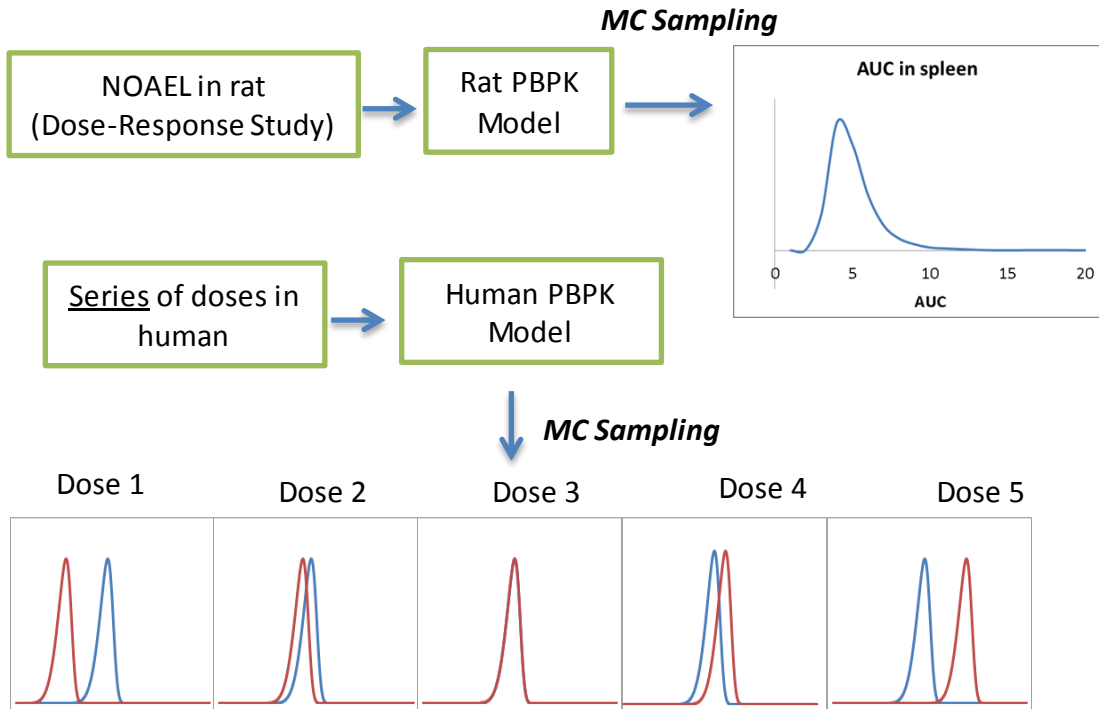 MC Sampling
NOAEL in rat
(Dose-Response Study)
Rat PBPK
Model
AUC in spleen
0 5 10 15 20
AUC
Series of doses in
human
Human PBPK
Model
MC Sampling
Dose 1 Dose 2 Dose 3 Dose 4 Dose 5